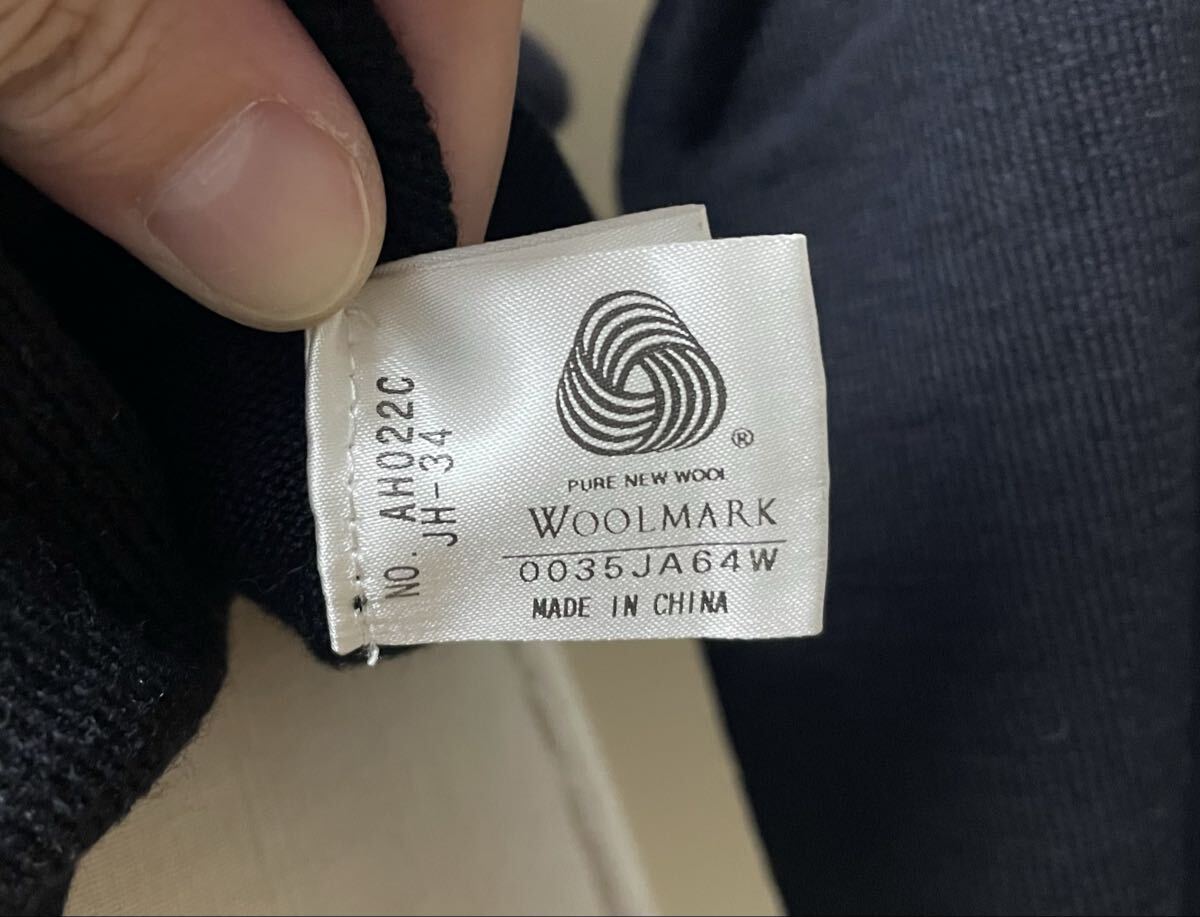 ®
PURE NEW WOOL
WOOLMARK
0035JA64W
MADE IN CHINA
NO. AH022C
JH-34